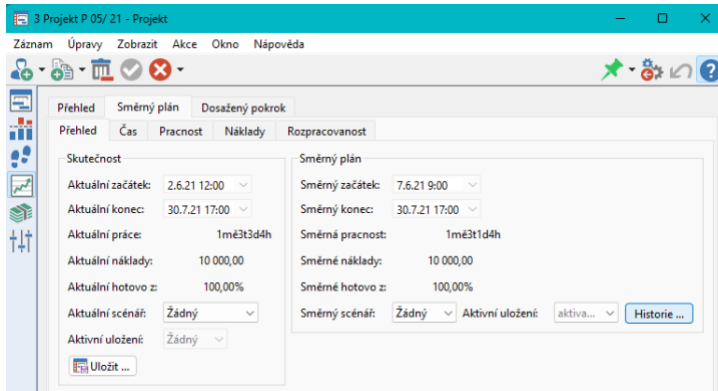 3 Projekt P 05/ 21 - Projekt
Záznam Úpravy Zobrazit Akce Okno Nápověda
Přehled Směrný plán Dosažený pokrok
Přehled Čas Pracnost Náklady Rozpracovanost
Skutečnost
Aktuální začátek: 2.6.21 12:00
Aktuální konec: 30.7.21 17:00
Aktuální práce: 1mě3t3d4h
Aktuální náklady: 10 000,00
Aktuální hotovo z: 100,00%
Aktuální scénář: Žádný
Aktivní uložení: Žádný
Uložit ...
Směrný plán
Směrný začátek: 7.6.21 9:00
Směrný konec: 30.7.21 17:00
Směrná pracnost: 1mě3t1d4h
Směrné náklady: 10 000,00
Směrné hotovo z: 100,00%
Směrný scénář: Žádný Aktivní uložení: aktiva... Historie ...